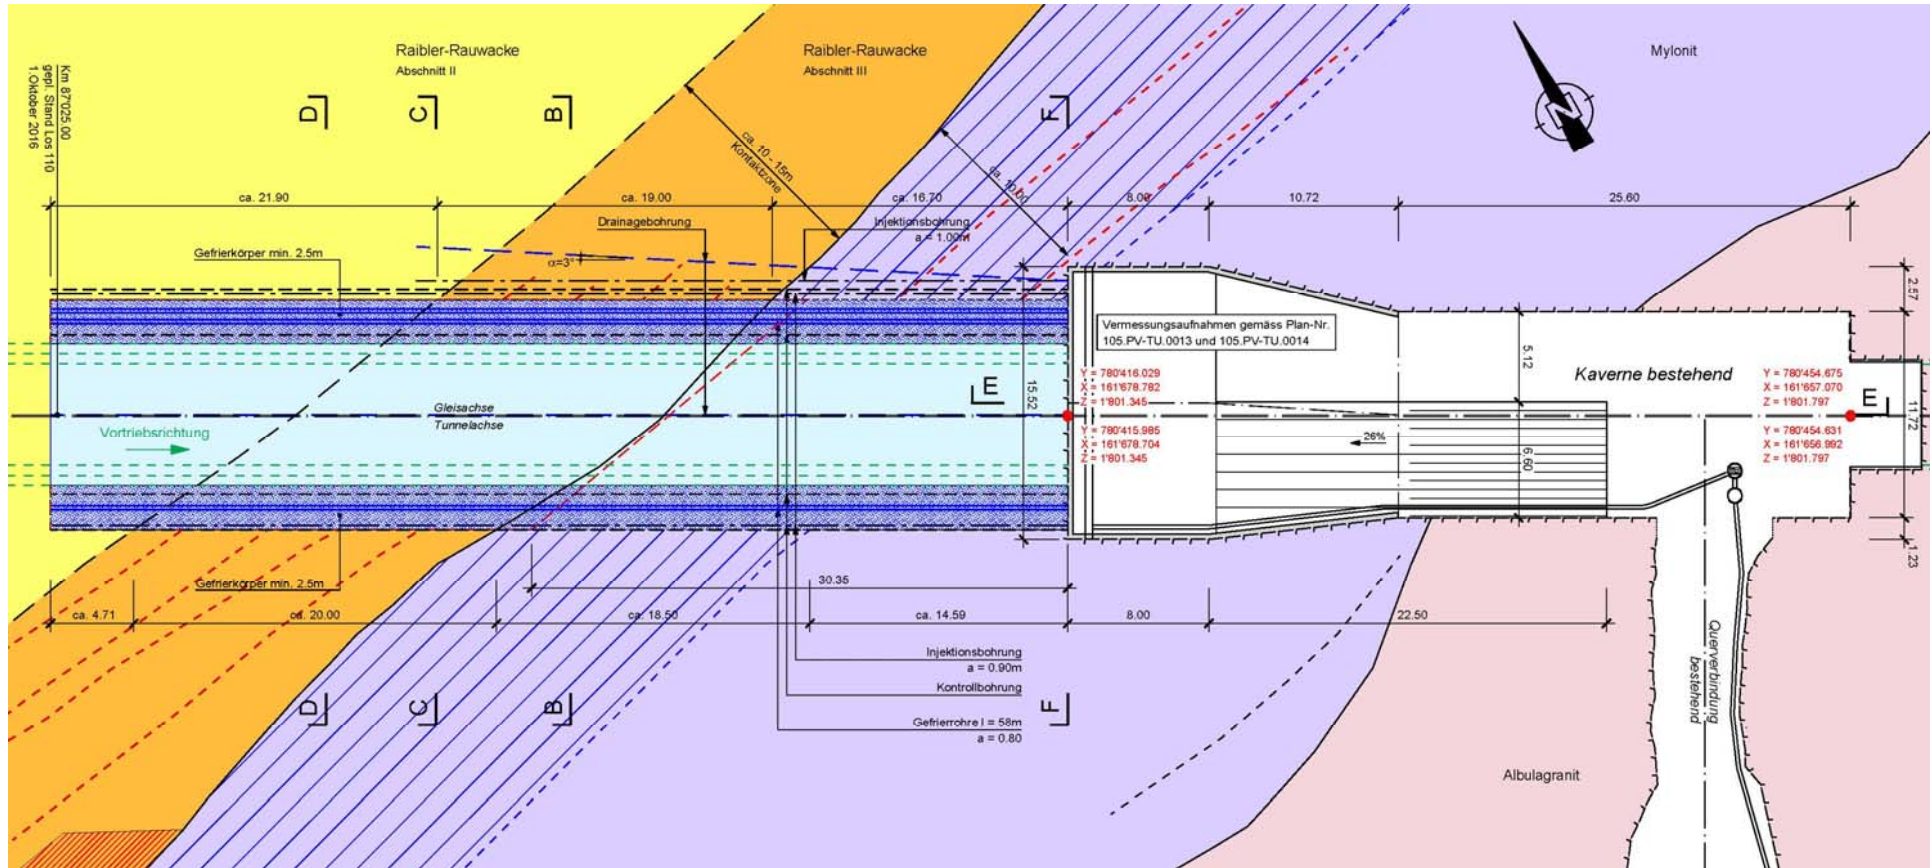 Km 87'025.00
gepl. Stand Los 110
1.Oktober 2016
Raibler-Rauwacke
Abschnitt II
Raibler-Rauwacke
Abschnitt III
Mylonit
N
D
C
B
F
ca. 10 - 15m
Kontaktzone
ca. 10.00
ca. 21.90
ca. 19.00
ca. 16.70
8.00
10.72
25.60
Drainagebohrung
Injektionsbohrung
a = 1.00m
Gefrierkörper min. 2.5m
α=3°
2.57
Vermessungsaufnahmen gemäss Plan-Nr.
105.PV-TU.0013 und 105.PV-TU.0014
15.52
5.12
Kaverne bestehend
E
Y = 780'416.029
X = 161'678.782
Z = 1'801.345
Y = 780'454.675
X = 161'657.070
Z = 1'801.797
E
11.72
Gleisachse
Tunnelachse
Vortriebsrichtung
Y = 780'415.985
X = 161'678.704
Z = 1'801.345
26%
6.60
Y = 780'454.631
X = 161'656.992
Z = 1'801.797
1.23
Gefrierkörper min. 2.5m
30.35
ca. 4.71
ca. 20.00
ca. 18.50
ca. 14.59
8.00
22.50
Querverbindung
bestehend
Injektionsbohrung
a = 0.90m
Kontrollbohrung
Gefrierrohre l = 58m
a = 0.80
D
C
B
F
Albulagranit